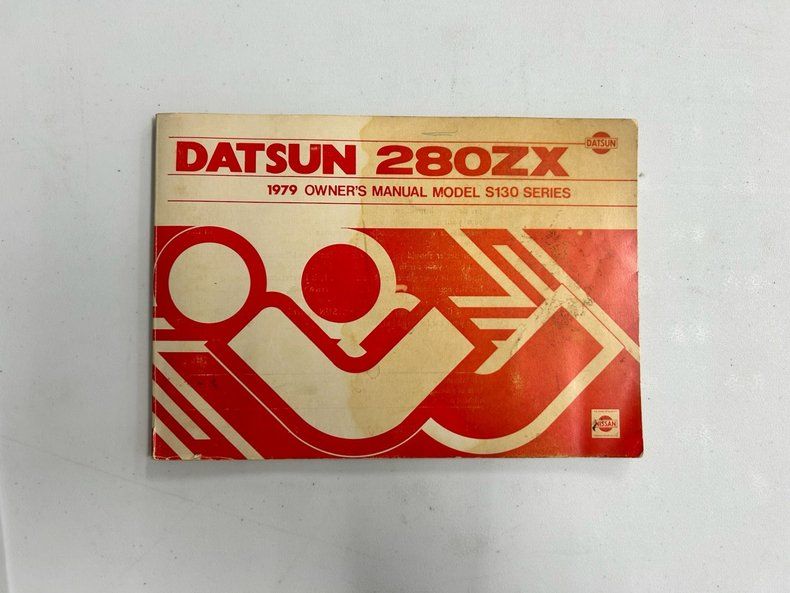 DATSUN 280ZX
DATSUN
1979 OWNER'S MANUAL MODEL S130 SERIES
NISSAN